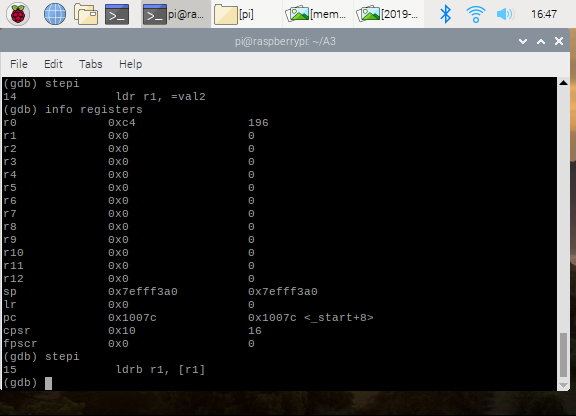 pi@ra... [pi] [mem... [2019-... 16:47
pi@raspberrypi: ~/A3
File Edit Tabs Help
(gdb) stepi
14 ldr r1, =val2
(gdb) info registers
r0 0xc4 196
r1 0x0 0
r2 0x0 0
r3 0x0 0
r4 0x0 0
r5 0x0 0
r6 0x0 0
r7 0x0 0
r8 0x0 0
r9 0x0 0
r10 0x0 0
r11 0x0 0
r12 0x0 0
sp 0x7efff3a0 0x7efff3a0
lr 0x0 0
pc 0x1007c 0x1007c <_start+8>
cpsr 0x10 16
fpscr 0x0 0
(gdb) stepi
15 ldrb r1, [r1]
(gdb)